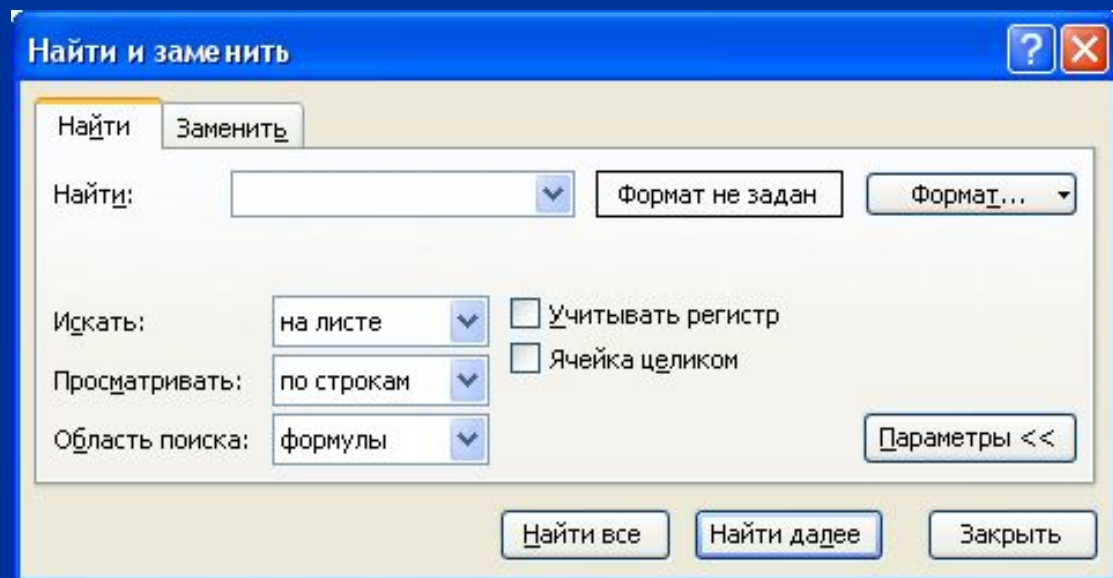 Найти и заменить
Найти Заменить
Найти: Формат не задан Формат...
Искать: на листе Учитывать регистр
Просматривать: по строкам Ячейка целиком
Область поиска: формулы Параметры <<
Найти все Найти далее Закрыть